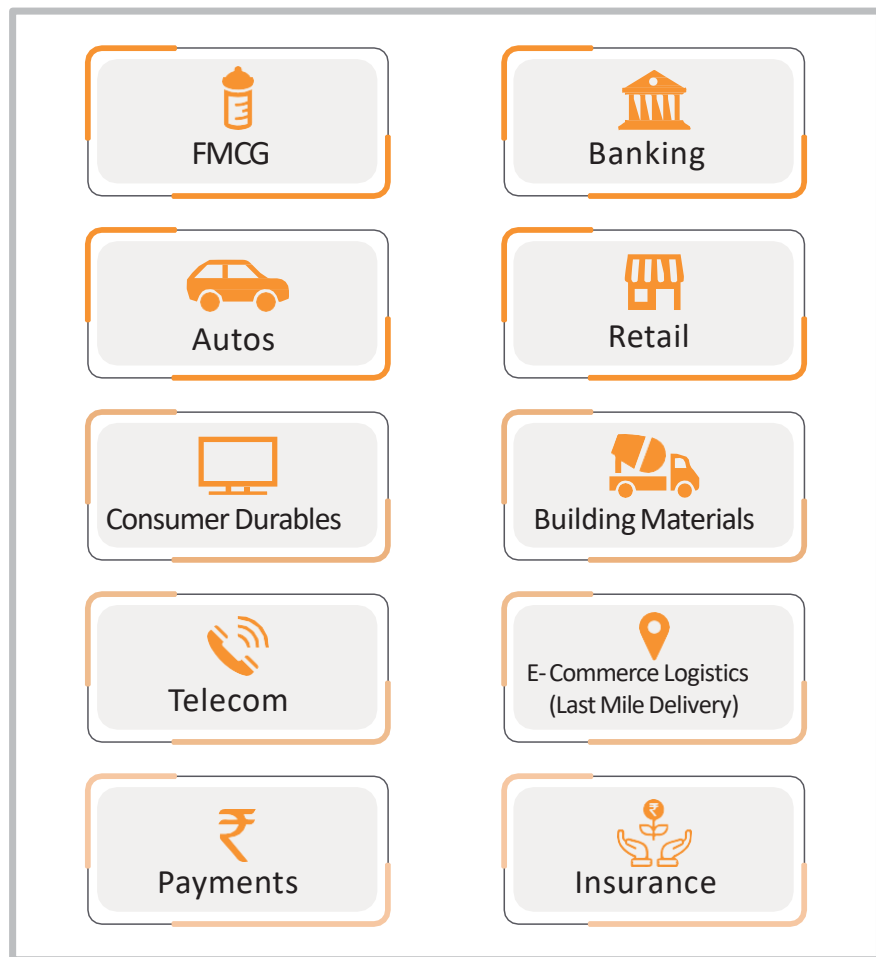 FMCG
Banking
Autos
Retail
Consumer Durables
Building Materials
Telecom
E-Commerce Logistics
(Last Mile Delivery)
₹
Payments
₹
Insurance